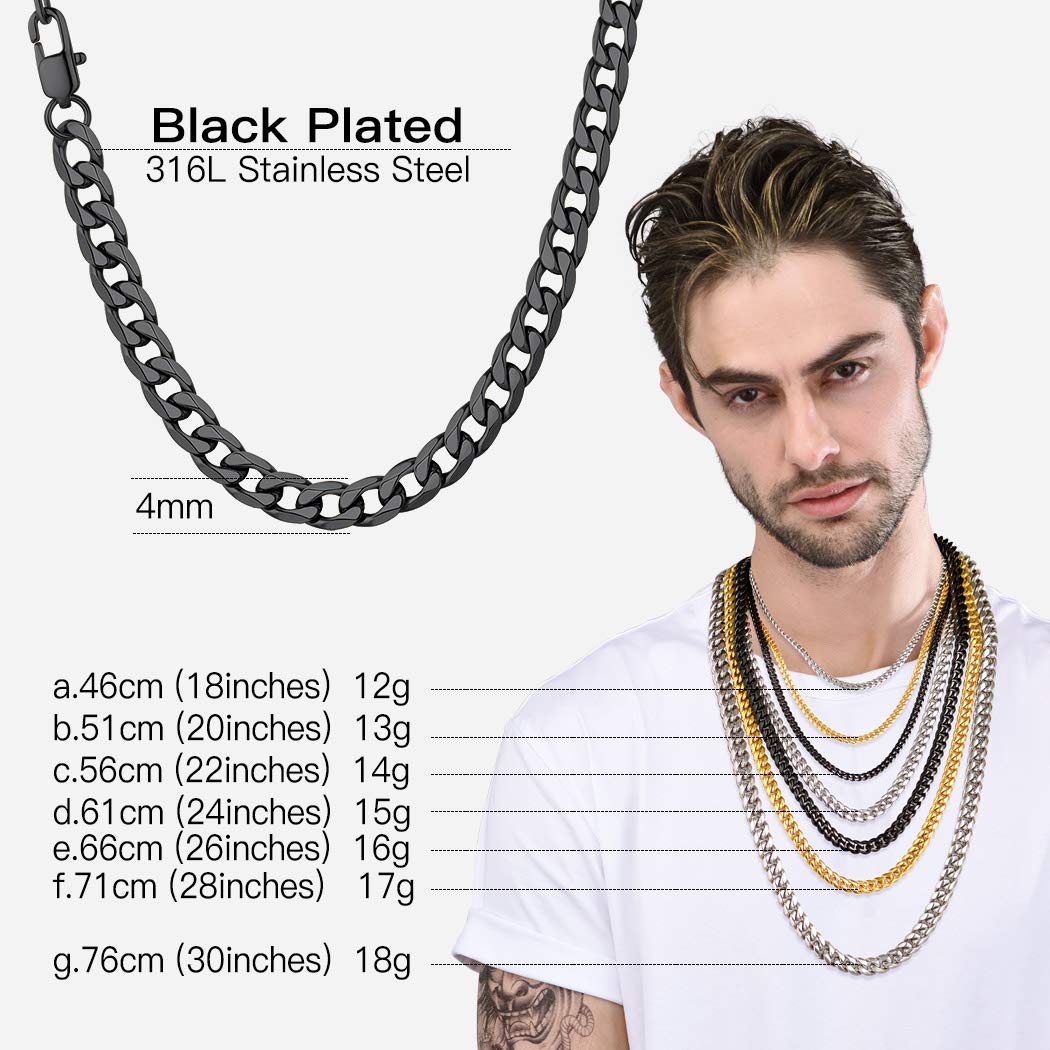 Black Plated
316L Stainless Steel
4mm
a.46cm (18inches) 12g
b.51cm (20inches) 13g
c.56cm (22inches) 14g
d.61cm (24inches) 15g
e.66cm (26inches) 16g
f.71cm (28inches) 17g
g.76cm (30inches) 18g